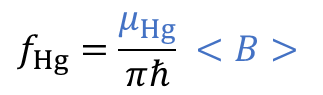 f_Hg = μ_Hg / πℏ < B >